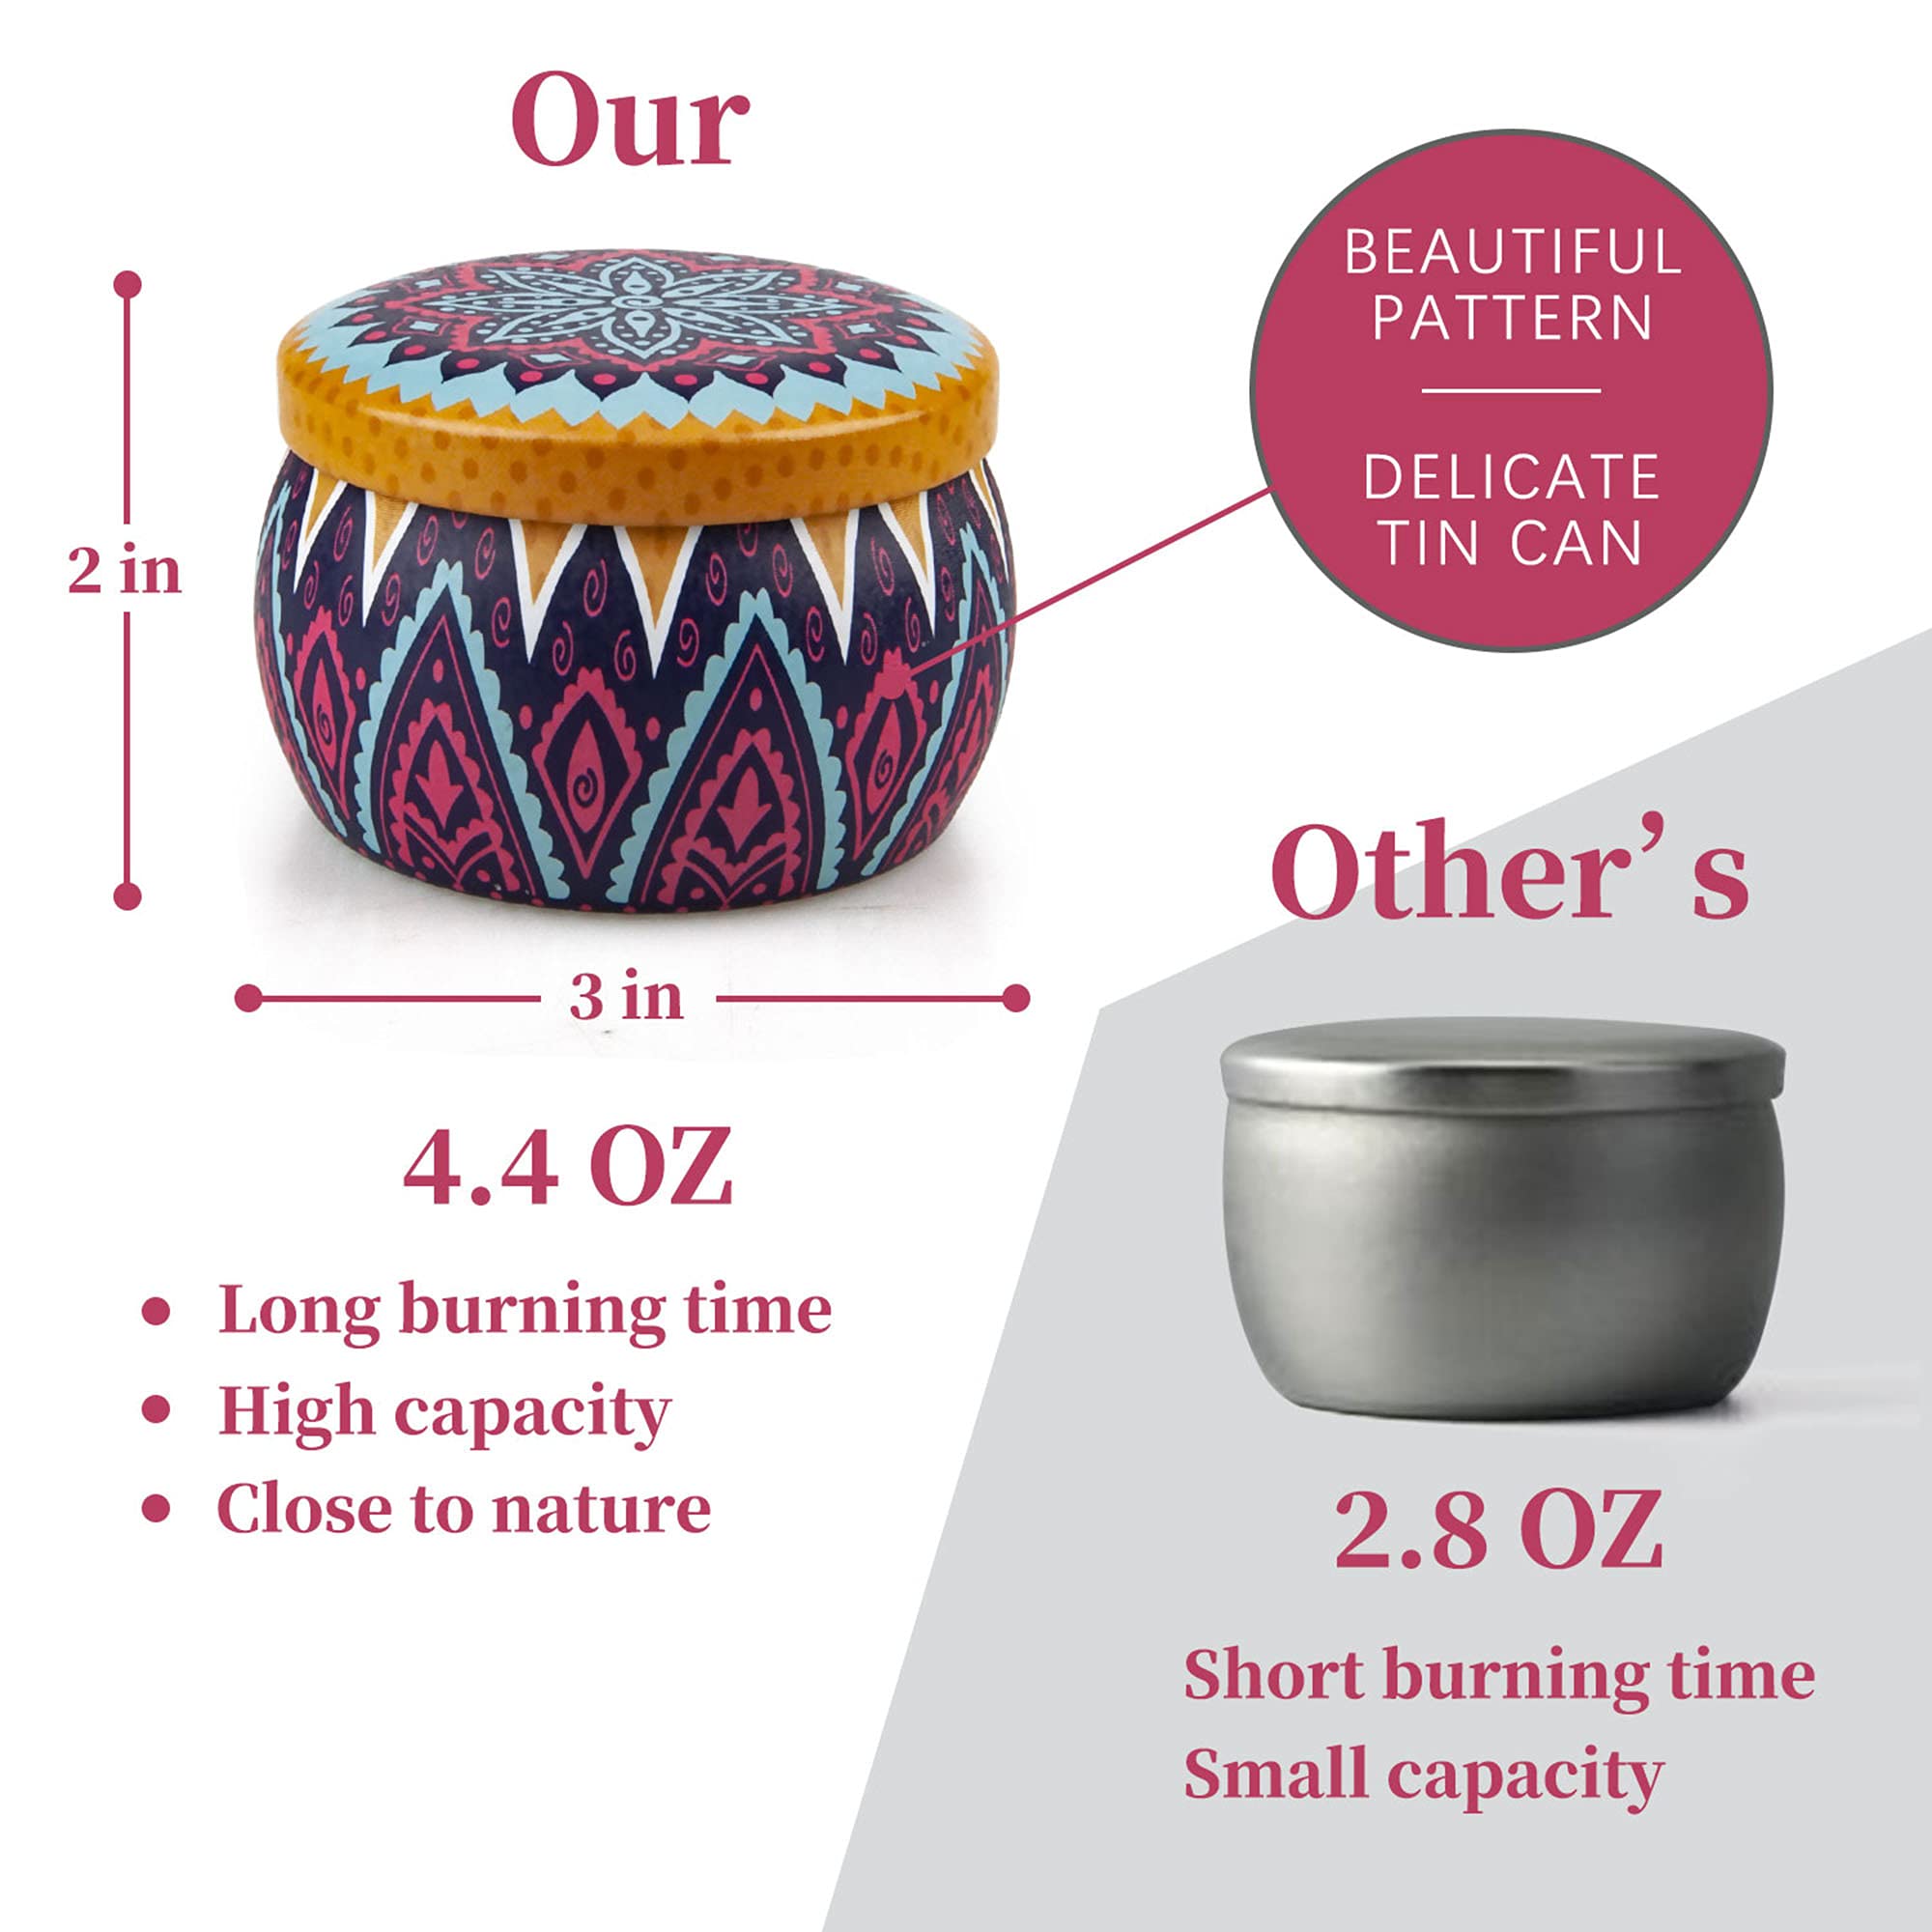 Our
BEAUTIFUL
PATTERN
DELICATE
TIN CAN
2 in
3 in
4.4 OZ
• Long burning time
• High capacity
• Close to nature
Other’s
2.8 OZ
Short burning time
Small capacity